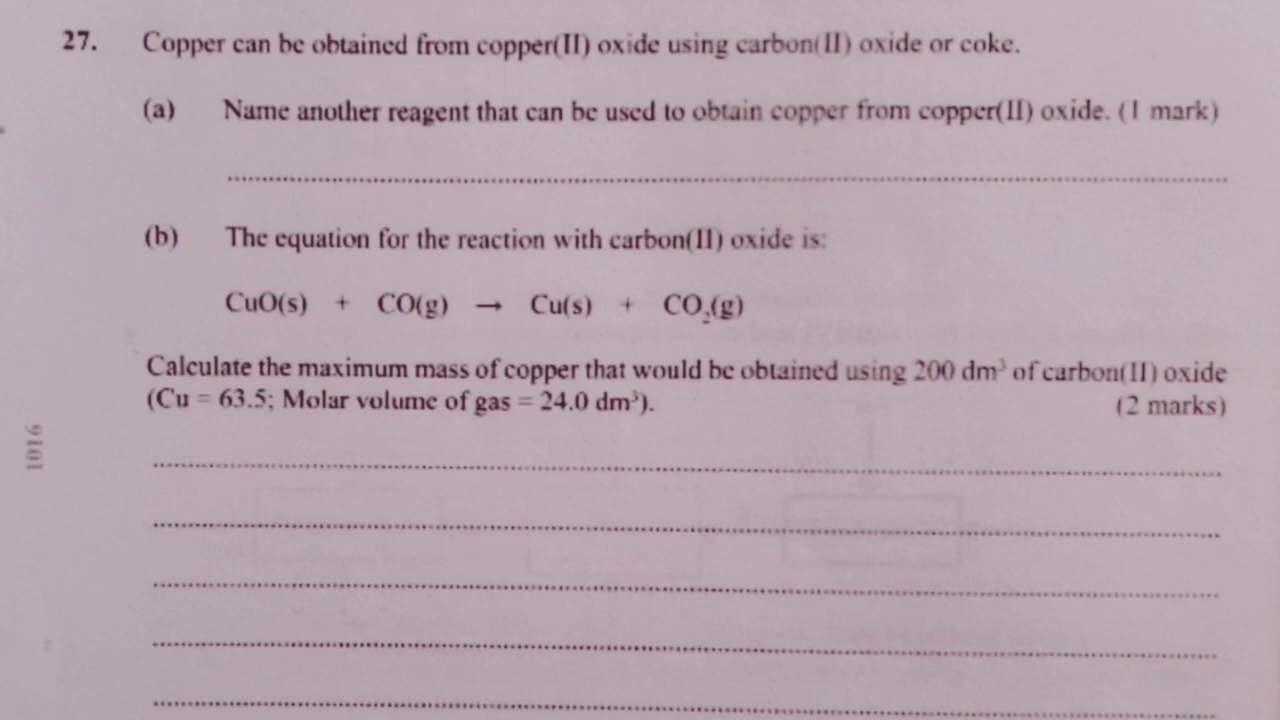 27. Copper can be obtained from copper(II) oxide using carbon(II) oxide or coke.
(a) Name another reagent that can be used to obtain copper from copper(II) oxide. (1 mark)
(b) The equation for the reaction with carbon(II) oxide is:
CuO(s) + CO(g) → Cu(s) + CO₂(g)
Calculate the maximum mass of copper that would be obtained using 200 dm³ of carbon(II) oxide
(Cu = 63.5; Molar volume of gas = 24.0 dm³). (2 marks)
1016